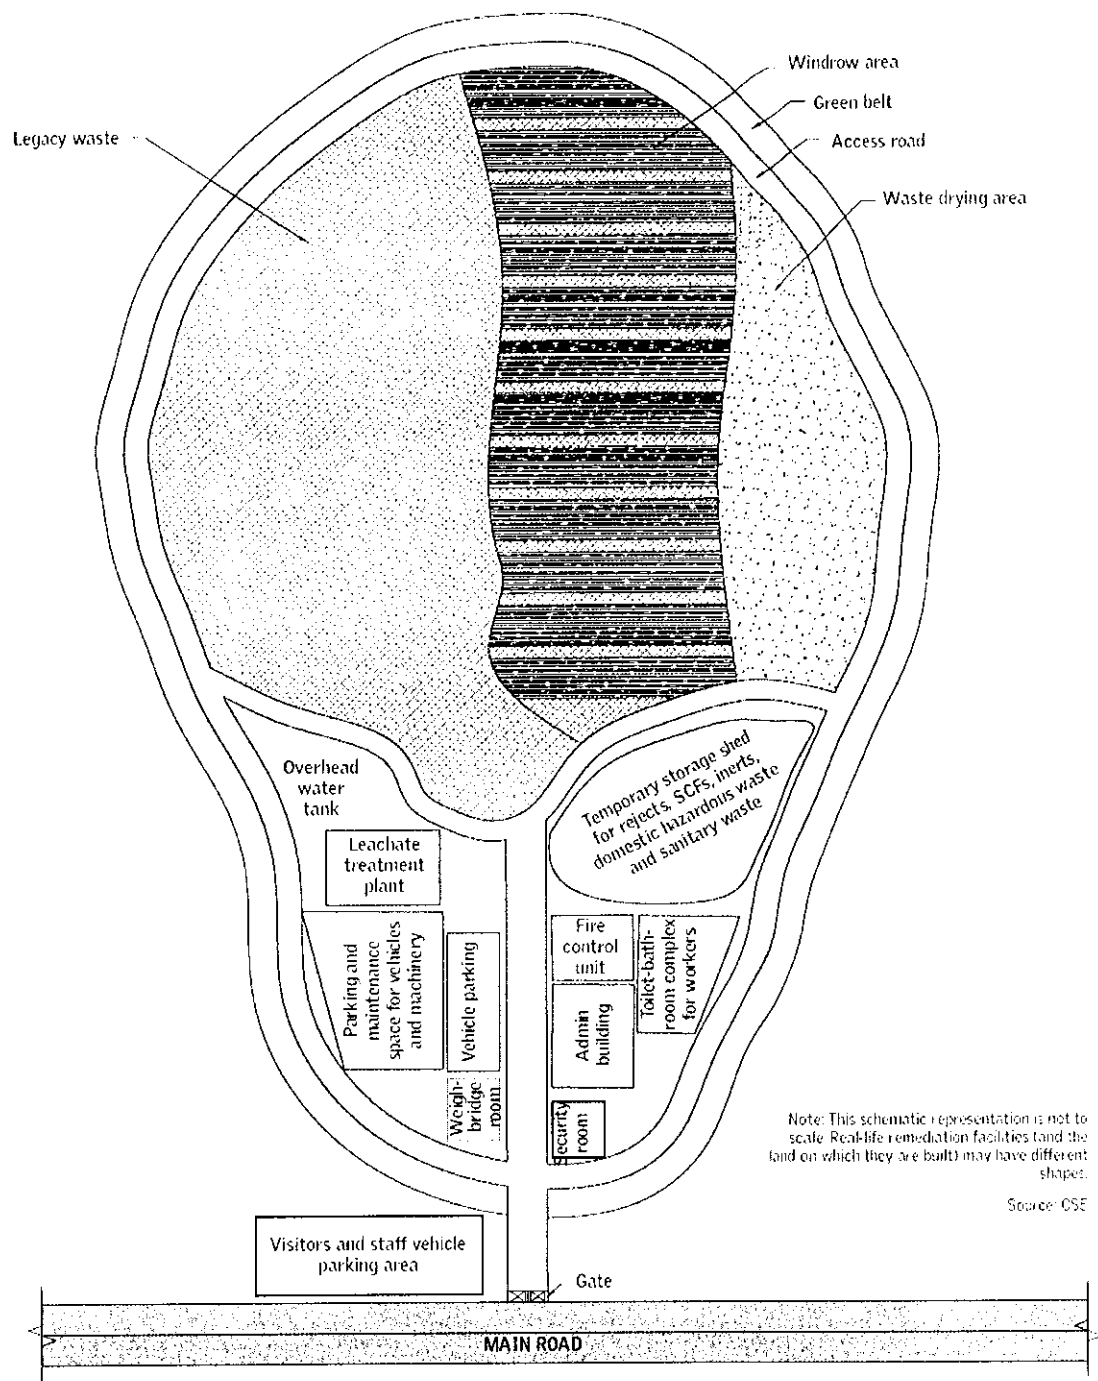 Windrow area
Green belt
Legacy waste
Access road
Waste drying area
Overhead
water
tank
Temporary storage shed
for rejects, SCFs, inerts,
domestic hazardous waste
and sanitary waste
Leachate
treatment
plant
Parking and
maintenance
space for vehicles
and machinery
Vehicle parking
Fire
control
unit
Toilet-bath-
room complex
for workers
Admin
building
Weigh-
bridge
room
Security
room
Note: This schematic representation is not to
scale. Real-life remediation facilities (and the
land on which they are built) may have different
shapes.
Source: CSE
Visitors and staff vehicle
parking area
Gate
MAIN ROAD